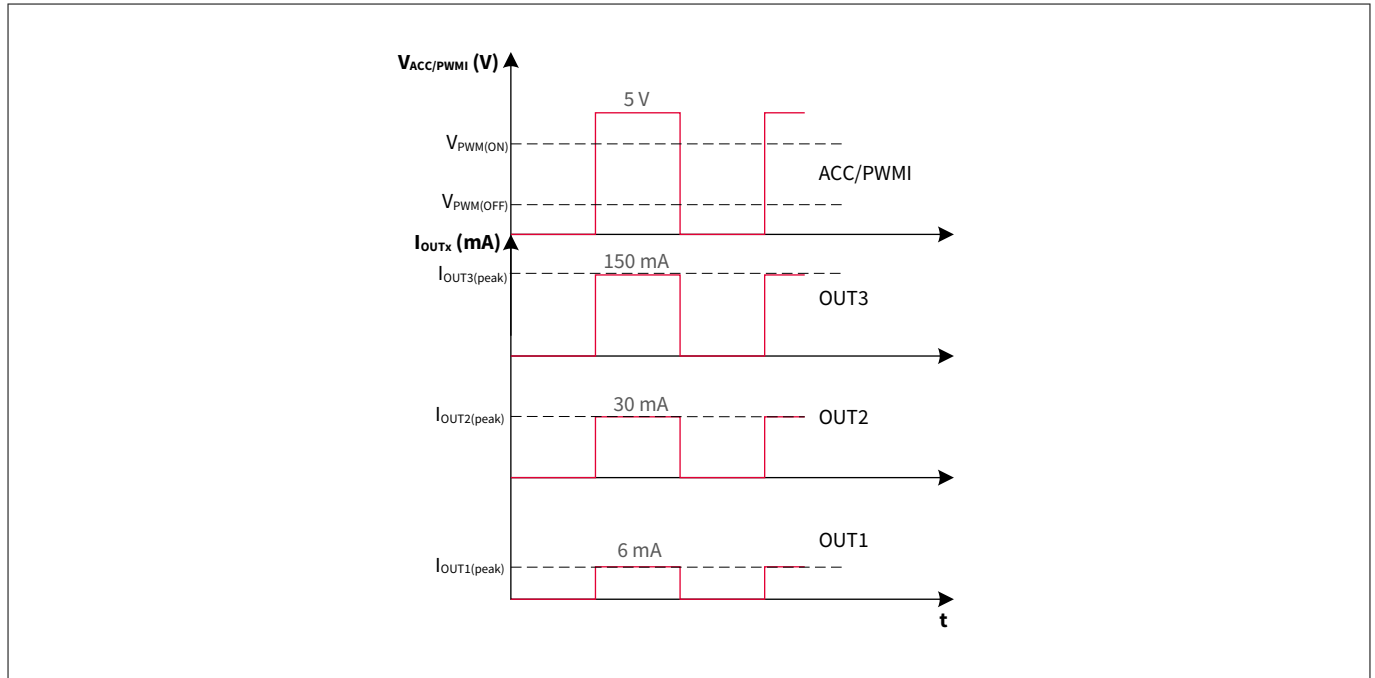 VACC/PWMI (V)
5 V
VPWM(ON)
ACC/PWMI
VPWM(OFF)
IOUTx (mA)
150 mA
IOUT3(peak)
OUT3
30 mA
IOUT2(peak)
OUT2
OUT1
6 mA
IOUT1(peak)
t